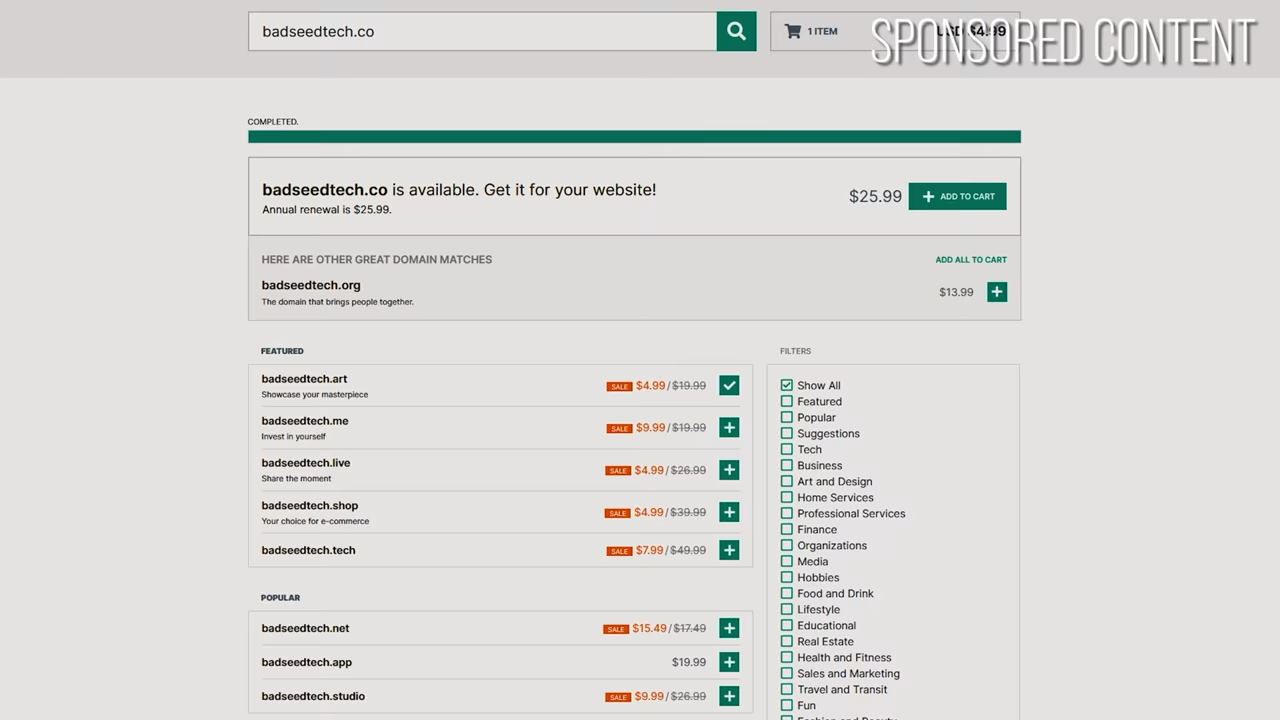 badseedtech.co
1 ITEM
SPONSORED CONTENT
COMPLETED.
badseedtech.co is available. Get it for your website!
Annual renewal is $25.99.
$25.99
ADD TO CART
HERE ARE OTHER GREAT DOMAIN MATCHES
ADD ALL TO CART
badseedtech.org
The domain that brings people together.
$13.99
FEATURED
badseedtech.art
Showcase your masterpiece
SALE $4.99/$19.99
badseedtech.me
Invest in yourself
SALE $9.99/$19.99
badseedtech.live
Share the moment
SALE $4.99/$26.99
badseedtech.shop
Your choice for e-commerce
SALE $4.99/$39.99
badseedtech.tech
SALE $7.99/$49.99
POPULAR
badseedtech.net
SALE $15.49/$17.49
badseedtech.app
$19.99
badseedtech.studio
SALE $9.99/$26.99
FILTERS
Show All
Featured
Popular
Suggestions
Tech
Business
Art and Design
Home Services
Professional Services
Finance
Organizations
Media
Hobbies
Food and Drink
Lifestyle
Educational
Real Estate
Health and Fitness
Sales and Marketing
Travel and Transit
Fun